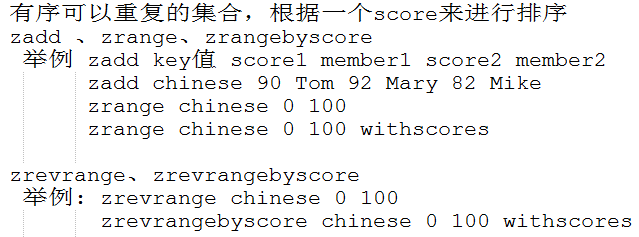 有序可以重复的集合，根据一个score来进行排序
zadd 、zrange、zrangebyscore
举例 zadd key值 score1 member1 score2 member2
zadd chinese 90 Tom 92 Mary 82 Mike
zrange chinese 0 100
zrange chinese 0 100 withscores
zrevrange、zrevrangebyscore
举例：zrevrange chinese 0 100
zrevrangebyscore chinese 0 100 withscores